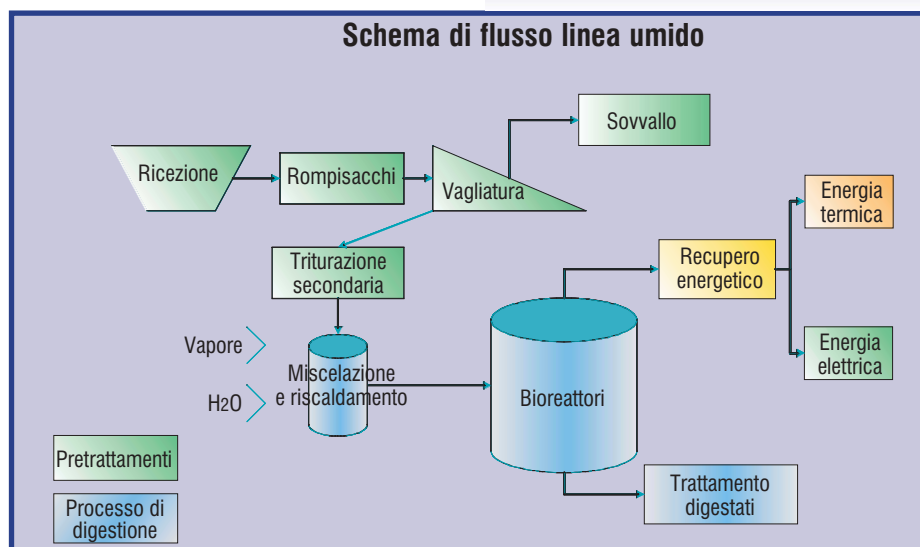 Schema di flusso linea umido
Sovvallo
Ricezione
Rompisacchi
Vagliatura
Energia
termica
Triturazione
secondaria
Recupero
energetico
Vapore
Miscelazione
e riscaldamento
H2O
Bioreattori
Energia
elettrica
Pretrattamenti
Trattamento
digestati
Processo di
digestione